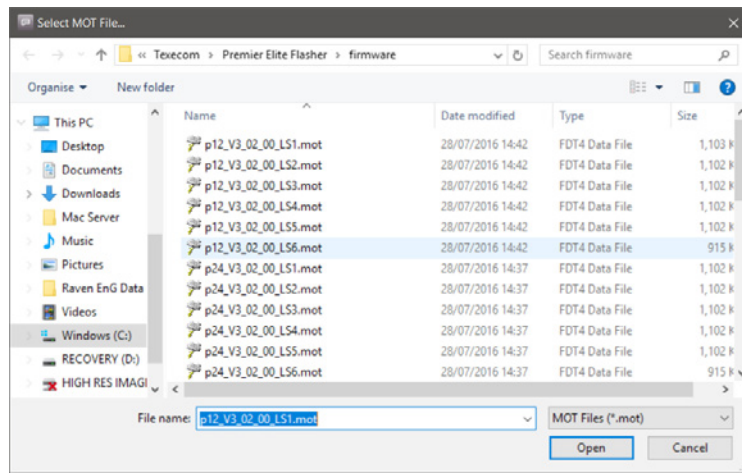 Select MOT File...
« Texecom > Premier Elite Flasher > firmware
Search firmware
Organise
New folder
Name Date modified Type Size
This PC
Desktop
Documents
Downloads
Mac Server
Music
Pictures
Raven EnG Data
Videos
Windows (C:)
RECOVERY (D:)
HIGH RES IMAGI
p12_V3_02_00_LS1.mot 28/07/2016 14:42 FDT4 Data File 1,103 K
p12_V3_02_00_LS2.mot 28/07/2016 14:42 FDT4 Data File 1,102 K
p12_V3_02_00_LS3.mot 28/07/2016 14:42 FDT4 Data File 1,102 K
p12_V3_02_00_LS4.mot 28/07/2016 14:42 FDT4 Data File 1,102 K
p12_V3_02_00_LS5.mot 28/07/2016 14:42 FDT4 Data File 1,102 K
p12_V3_02_00_LS6.mot 28/07/2016 14:42 FDT4 Data File 915 K
p24_V3_02_00_LS1.mot 28/07/2016 14:37 FDT4 Data File 1,102 K
p24_V3_02_00_LS2.mot 28/07/2016 14:37 FDT4 Data File 1,102 K
p24_V3_02_00_LS3.mot 28/07/2016 14:37 FDT4 Data File 1,102 K
p24_V3_02_00_LS4.mot 28/07/2016 14:37 FDT4 Data File 1,102 K
p24_V3_02_00_LS5.mot 28/07/2016 14:37 FDT4 Data File 1,102 K
p24_V3_02_00_LS6.mot 28/07/2016 14:37 FDT4 Data File 915 K
File name: p12_V3_02_00_LS1.mot
MOT Files (*.mot)
Open
Cancel